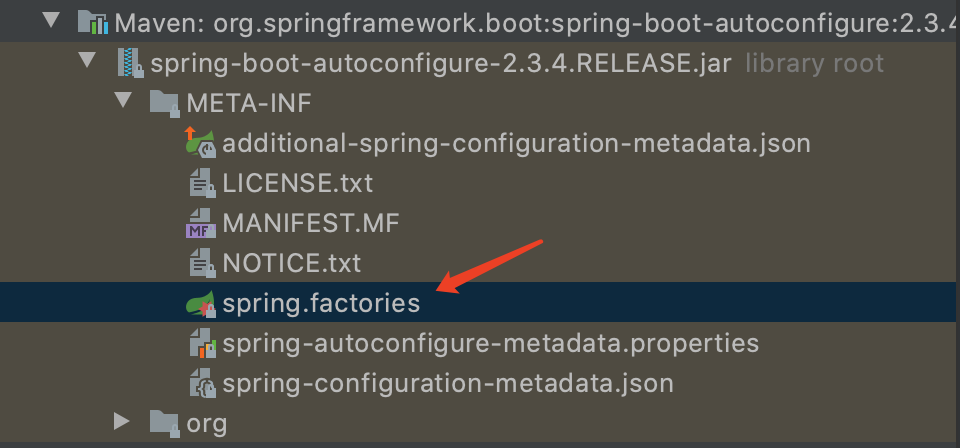 Maven: org.springframework.boot:spring-boot-autoconfigure:2.3.4
spring-boot-autoconfigure-2.3.4.RELEASE.jar library root
META-INF
additional-spring-configuration-metadata.json
LICENSE.txt
MANIFEST.MF
NOTICE.txt
spring.factories
spring-autoconfigure-metadata.properties
spring-configuration-metadata.json
org